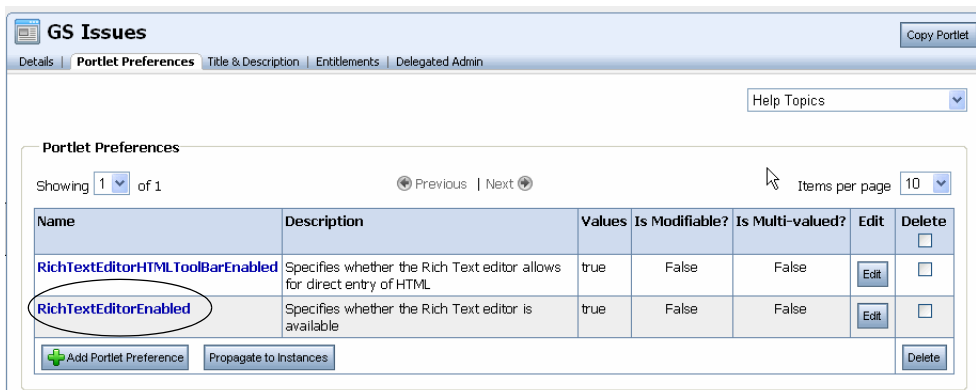 GS Issues
Copy Portlet
Details | Portlet Preferences Title & Description | Entitlements | Delegated Admin
Help Topics
Portlet Preferences
Showing 1 of 1 Previous | Next Items per page 10
Name Description Values Is Modifiable? Is Multi-valued? Edit Delete
RichTextEditorHTMLToolBarEnabled Specifies whether the Rich Text editor allows true False False Edit
for direct entry of HTML
RichTextEditorEnabled Specifies whether the Rich Text editor is true False False Edit
available
Add Portlet Preference Propagate to Instances Delete